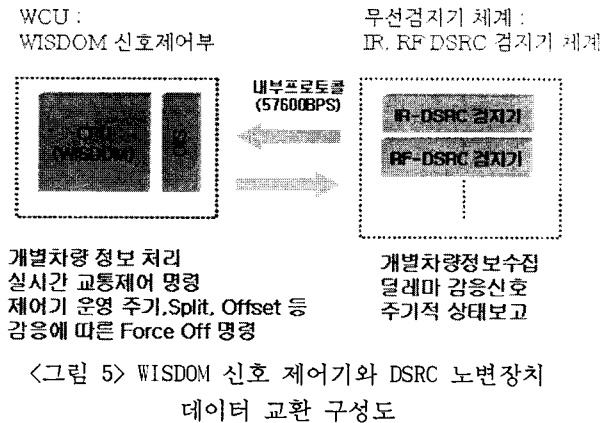 WCU :
WISDOM 신호제어부
무선검지기 체계 :
IR, RF DSRC 검지기 체계
CPU
(WISDOM)
내부프로토콜
(57600BPS)
IR-DSRC 검지기
RF-DSRC 검지기
개별차량 정보 처리
실시간 교통제어 명령
제어기 운영 주기,Split, Offset 등
감응에 따른 Force Off 명령
개별차량정보수집
딜레마 감응신호
주기적 상태보고
<그림 5> WISDOM 신호 제어기와 DSRC 노변장치
데이터 교환 구성도